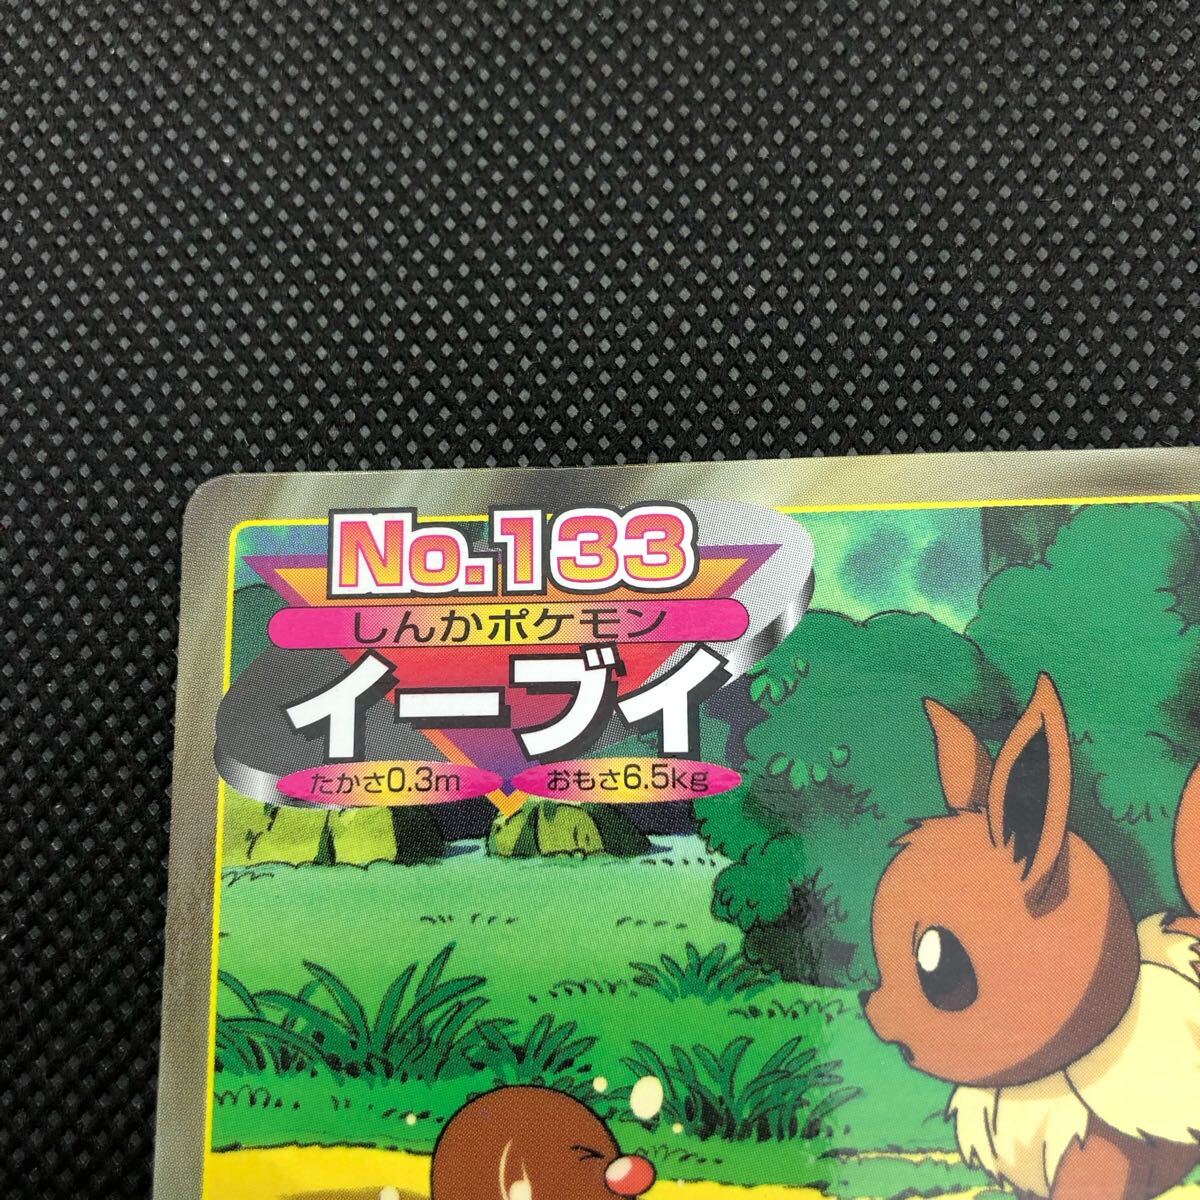 No.133
しんかポケモン
イーブイ
たかさ0.3m
おもさ6.5kg